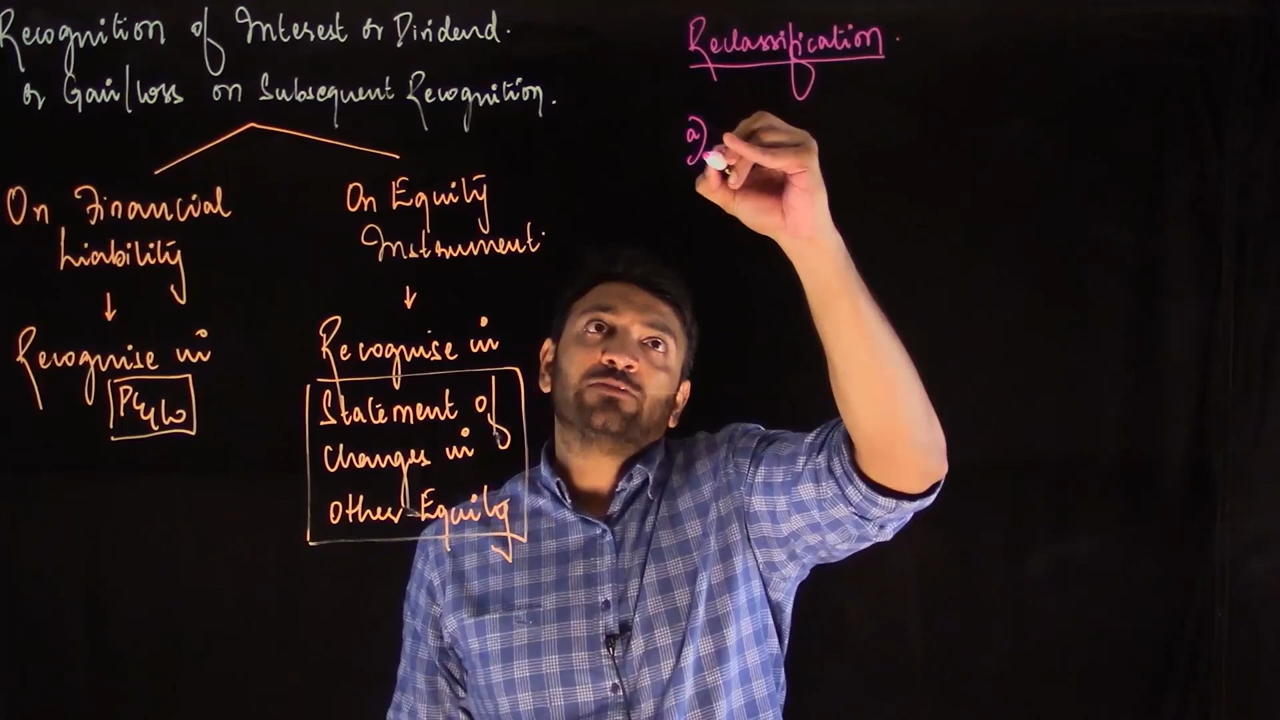 Recognition of Interest or Dividend.
or Gain/Loss on Subsequent Recognition.
On Financial
Liability
↓
Recognise in
P&L
On Equity
Instrument.
↓
Recognise in
Statement of
Changes in
Other Equity
Reclassification.
a)